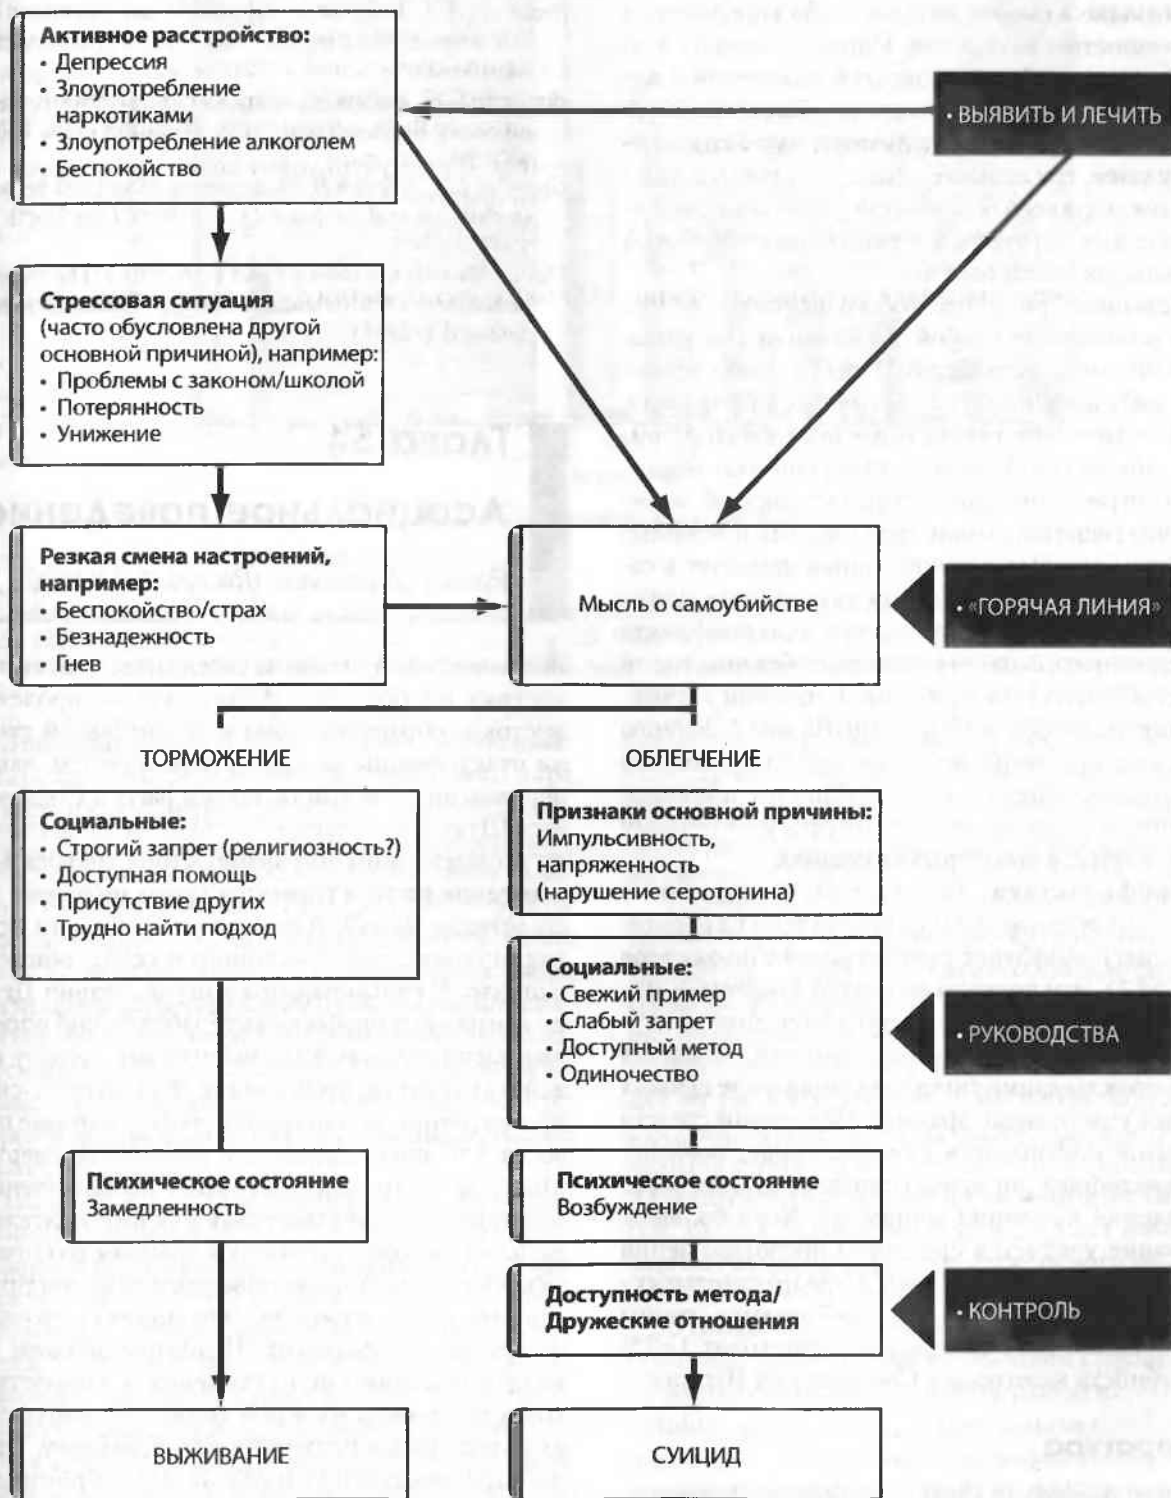 Активное расстройство:
• Депрессия
• Злоупотребление
наркотиками
• Злоупотребление алкоголем
• Беспокойство
• ВЫЯВИТЬ И ЛЕЧИТЬ
Стрессовая ситуация
(часто обусловлена другой
основной причиной), например:
• Проблемы с законом/школой
• Потерянность
• Унижение
Резкая смена настроений,
например:
• Беспокойство/страх
• Безнадежность
• Гнев
Мысль о самоубийстве
• «ГОРЯЧАЯ ЛИНИЯ»
ТОРМОЖЕНИЕ
ОБЛЕГЧЕНИЕ
Социальные:
• Строгий запрет (религиозность?)
• Доступная помощь
• Присутствие других
• Трудно найти подход
Признаки основной причины:
Импульсивность,
напряженность
(нарушение серотонина)
Социальные:
• Свежий пример
• Слабый запрет
• Доступный метод
• Одиночество
• РУКОВОДСТВА
Психическое состояние
Замедленность
Психическое состояние
Возбуждение
Доступность метода/
Дружеские отношения
• КОНТРОЛЬ
ВЫЖИВАНИЕ
СУИЦИД